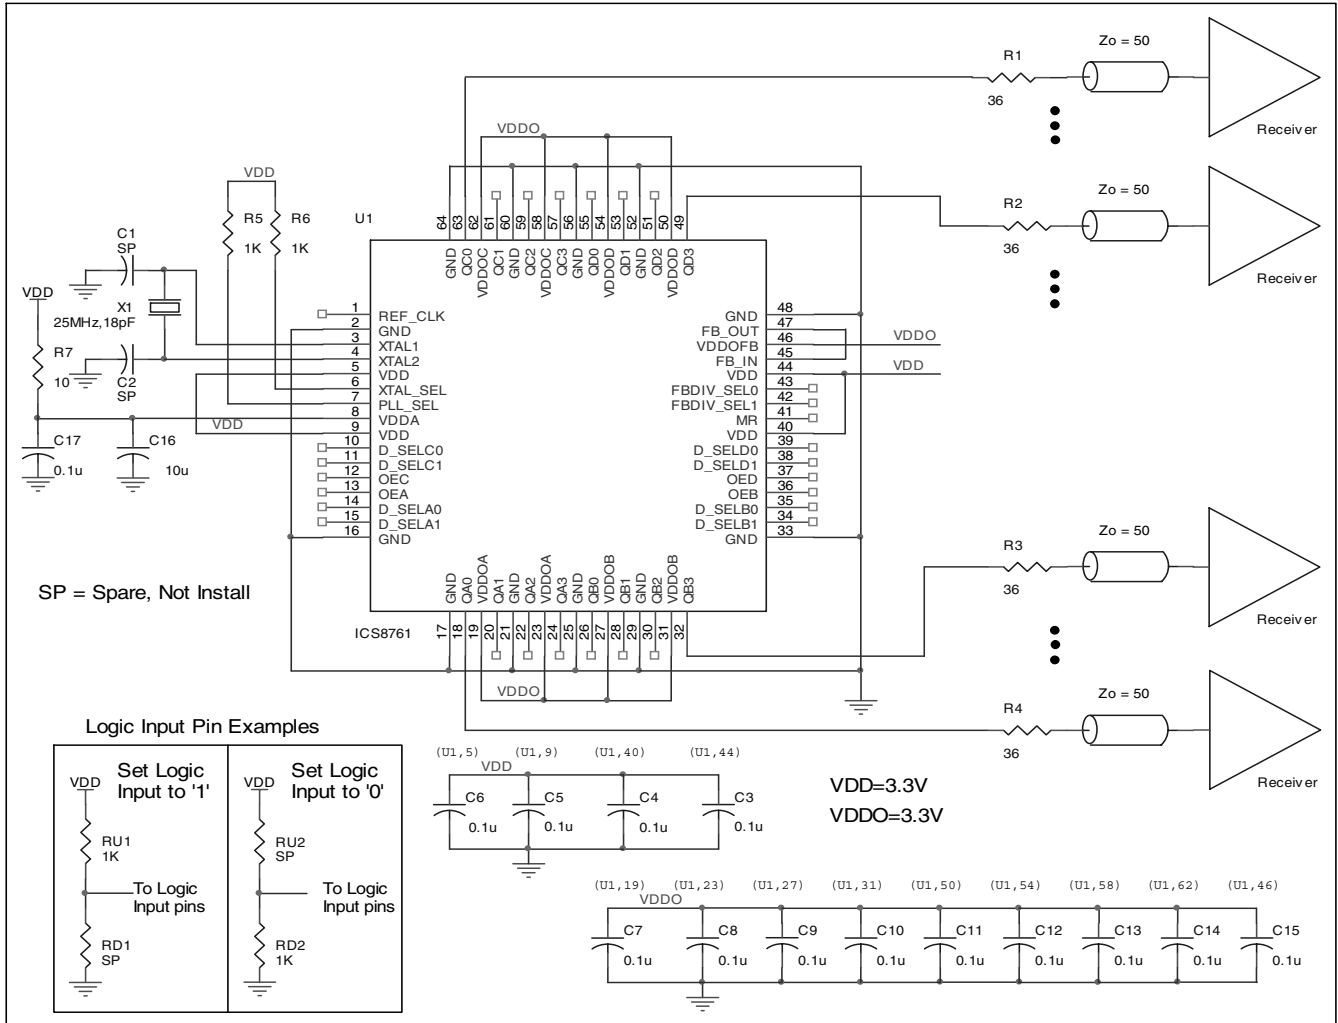 R1
36
Zo = 50
Receiver
R2
36
Zo = 50
Receiver
VDDO
64 63 62 61 60 59 58 57 56 55 54 53 52 51 50 49
GND QC0 VDDOC QC1 GND QC2 VDDOC QC3 GND QD0 VDDOD QD1 GND QD2 VDDOD QD3
VDD
R5
1K
R6
1K
U1
C1
SP
X1
25MHz,18pF
C2
SP
VDD
R7
10
C17
0.1u
C16
10u
VDD
1 REF_CLK
2 GND
3 XTAL1
4 XTAL2
5 VDD
6 XTAL_SEL
7 PLL_SEL
8 VDDA
9 VDD
10 D_SELC0
11 D_SELC1
12 OEC
13 OEA
14 D_SELA0
15 D_SELA1
16 GND
GND 48
FB_OUT 47
VDDOFB 46
FB_IN 45
VDD 44
FBDIV_SEL0 43
FBDIV_SEL1 42
MR 41
VDD 40
D_SELD0 39
D_SELD1 38
OED 37
OEB 36
D_SELB0 35
D_SELB1 34
GND 33
VDDO
VDD
GND QA0 VDDOA QA1 GND QA2 VDDOA QA3 GND QB0 VDDOB QB1 GND QB2 VDDOB QB3
17 18 19 20 21 22 23 24 25 26 27 28 29 30 31 32
ICS8761
VDDO
SP = Spare, Not Install
R3
36
Zo = 50
Receiver
R4
36
Zo = 50
Receiver
Logic Input Pin Examples
Set Logic
Input to '1'
VDD
RU1
1K
To Logic
Input pins
RD1
SP
Set Logic
Input to '0'
VDD
RU2
SP
To Logic
Input pins
RD2
1K
(U1,5) (U1,9) (U1,40) (U1,44)
VDD
C6 C5 C4 C3
0.1u 0.1u 0.1u 0.1u
VDD=3.3V
VDDO=3.3V
(U1,19) (U1,23) (U1,27) (U1,31) (U1,50) (U1,54) (U1,58) (U1,62) (U1,46)
VDDO
C7 C8 C9 C10 C11 C12 C13 C14 C15
0.1u 0.1u 0.1u 0.1u 0.1u 0.1u 0.1u 0.1u 0.1u